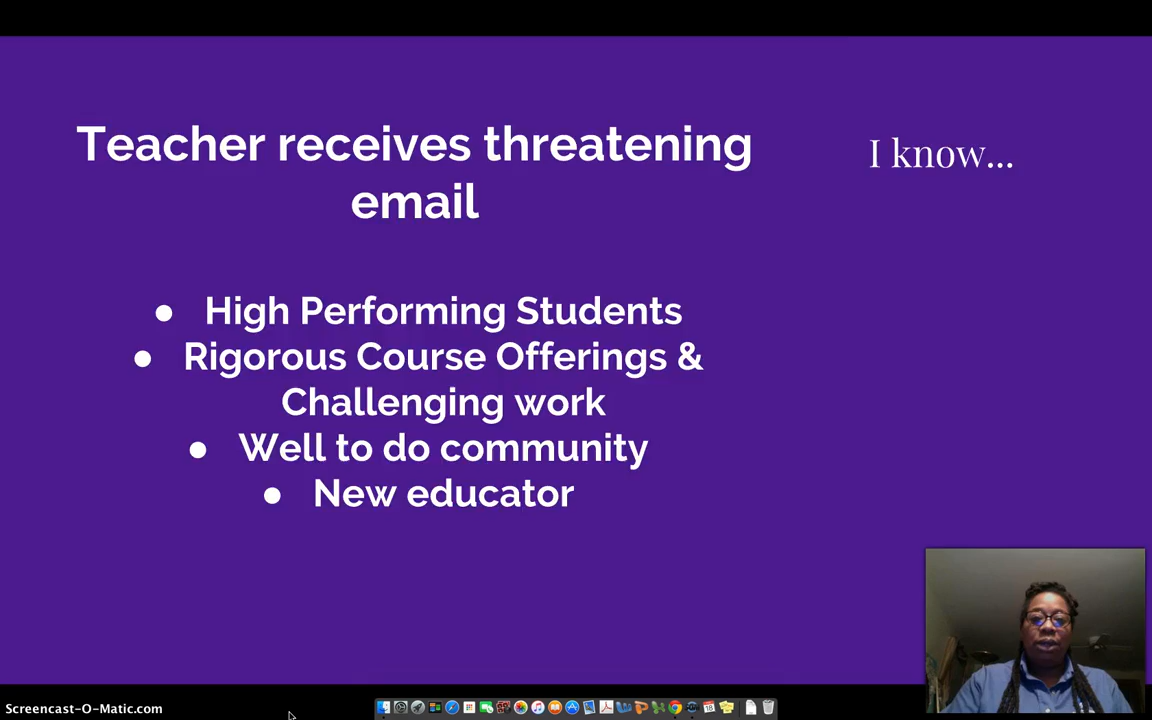 Teacher receives threatening
email
I know...
● High Performing Students
● Rigorous Course Offerings &
Challenging work
● Well to do community
● New educator
Screencast-O-Matic.com
18